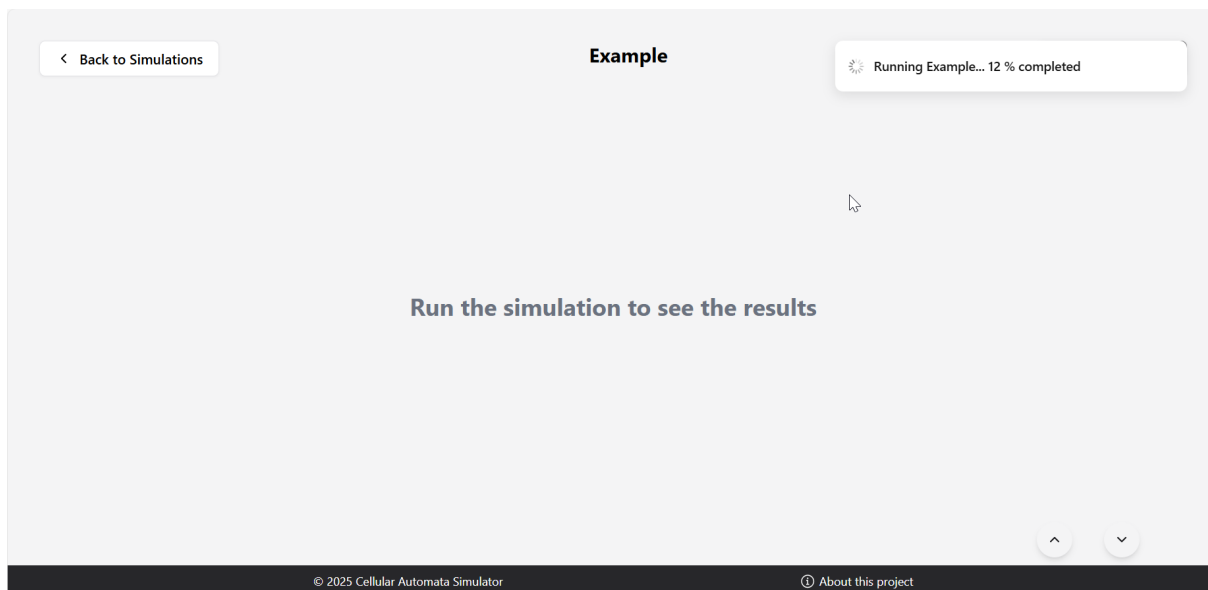 Back to Simulations
Example
Running Example... 12 % completed
Run the simulation to see the results
© 2025 Cellular Automata Simulator
About this project